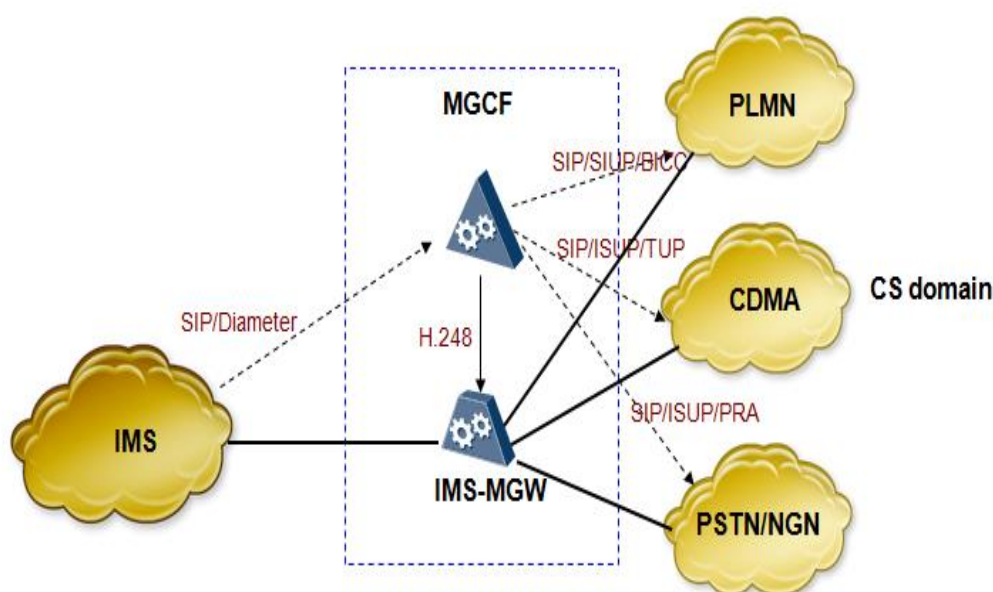 MGCF
PLMN
SIP/SIUP/BICC
SIP/ISUP/TUP
CDMA
CS domain
SIP/Diameter
H.248
SIP/ISUP/PRA
IMS
IMS-MGW
PSTN/NGN